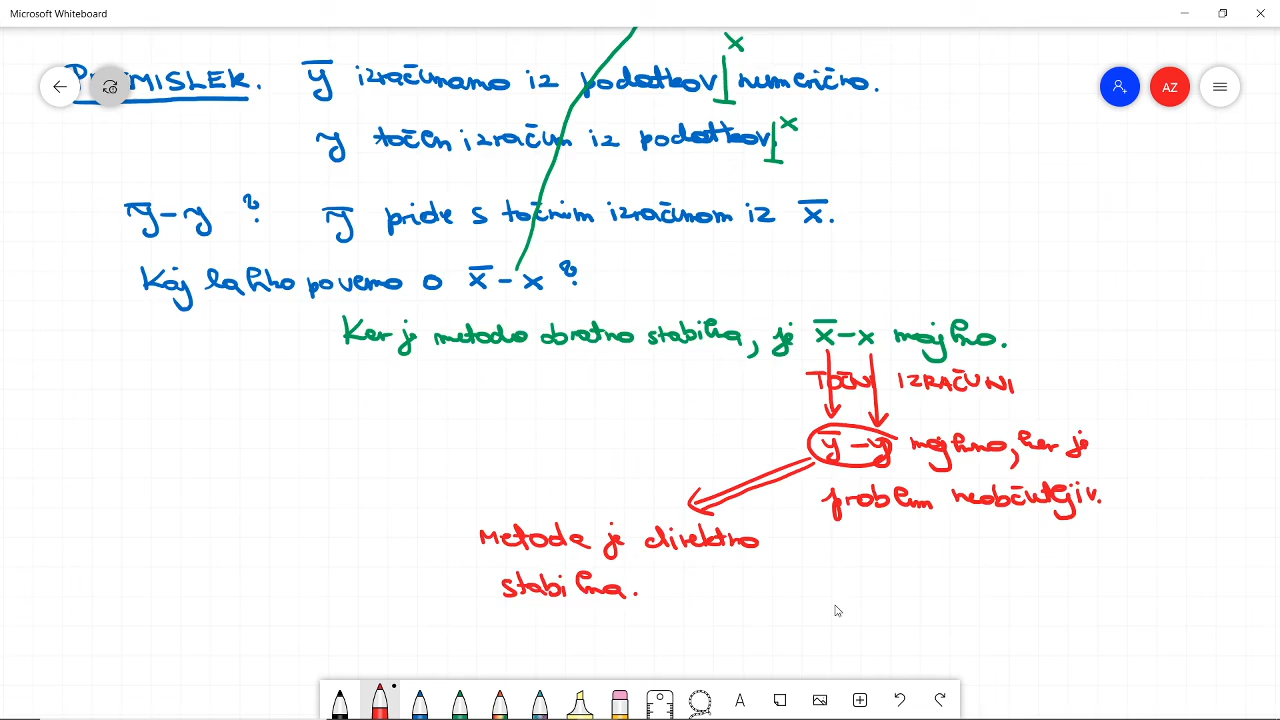 Microsoft Whiteboard
MISLEK. y̅ izračunamo iz podatkov x numerično.
AZ
y točen izračun iz podatkov x
y̅-y ? y̅ pride s točnim izračunom iz x̅.
Kaj lahko povemo o x̅-x ?
Ker je metoda obratno stabilna, je x̅-x majhno.
TOČNI IZRAČUNI
y̅-y majhno, ker je
problem neobčutljiv.
Metoda je direktno
stabilna.
A